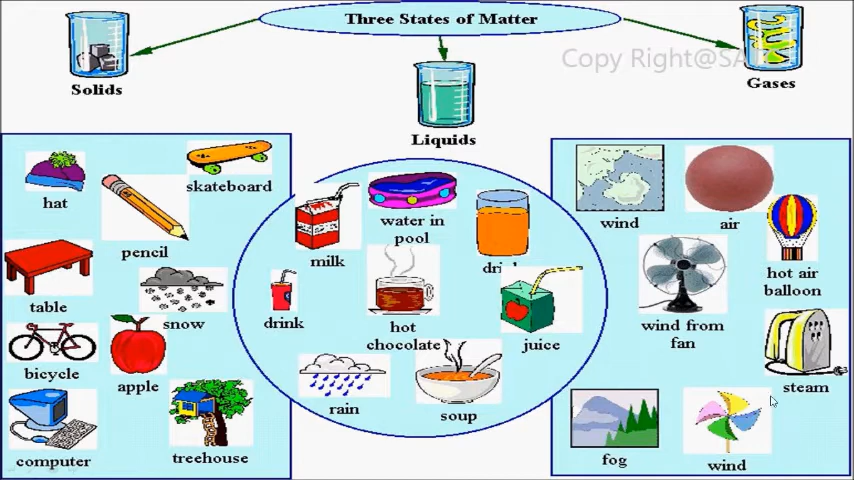 Three States of Matter
Copy Right@
Solids
Liquids
Gases
hat
pencil
skateboard
table
snow
bicycle
apple
computer
treehouse
milk
water in
pool
drink
hot
chocolate
juice
rain
soup
wind
air
hot air
balloon
wind from
fan
steam
fog
wind